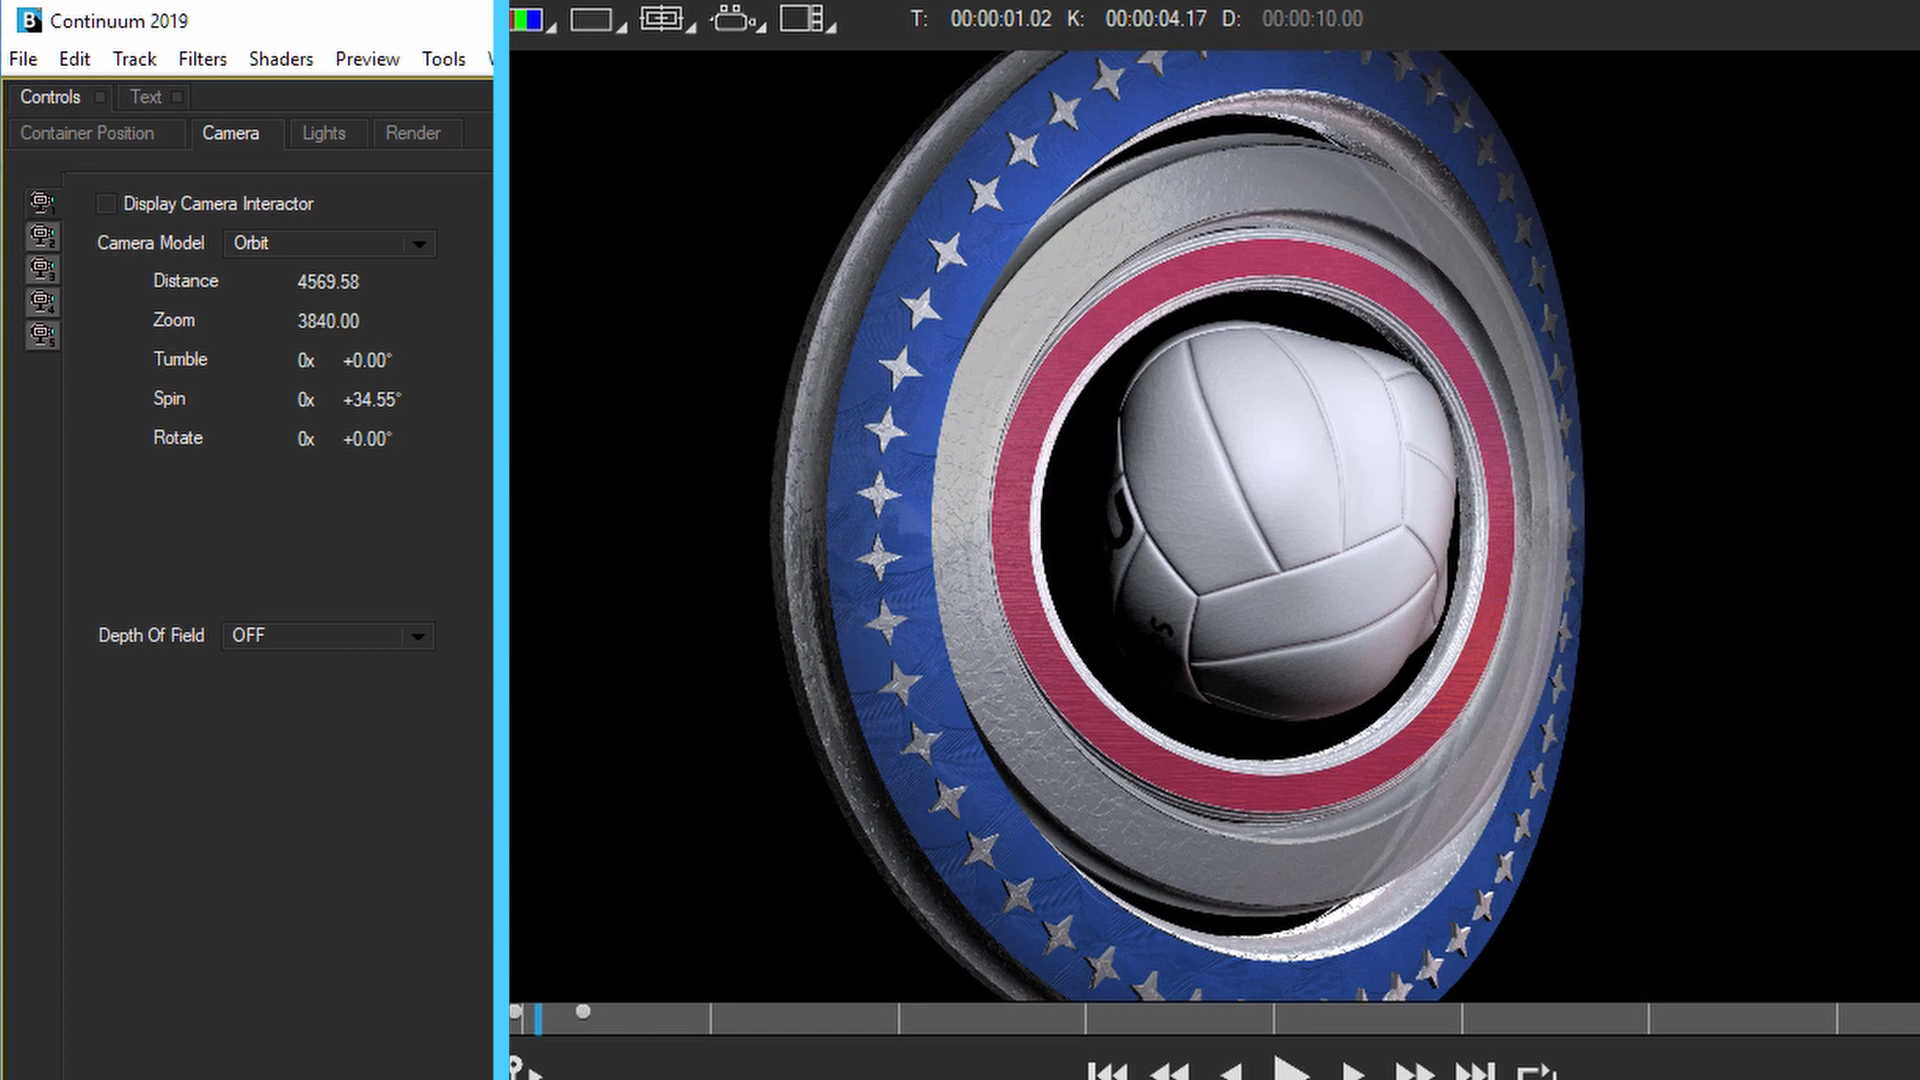 B Continuum 2019
File Edit Track Filters Shaders Preview Tools
Controls Text
Container Position Camera Lights Render
Display Camera Interactor
Camera Model Orbit
Distance 4569.58
Zoom 3840.00
Tumble 0x +0.00°
Spin 0x +34.55°
Rotate 0x +0.00°
Depth Of Field OFF
T: 00:00:01.02 K: 00:00:04.17 D: 00:00:10.00